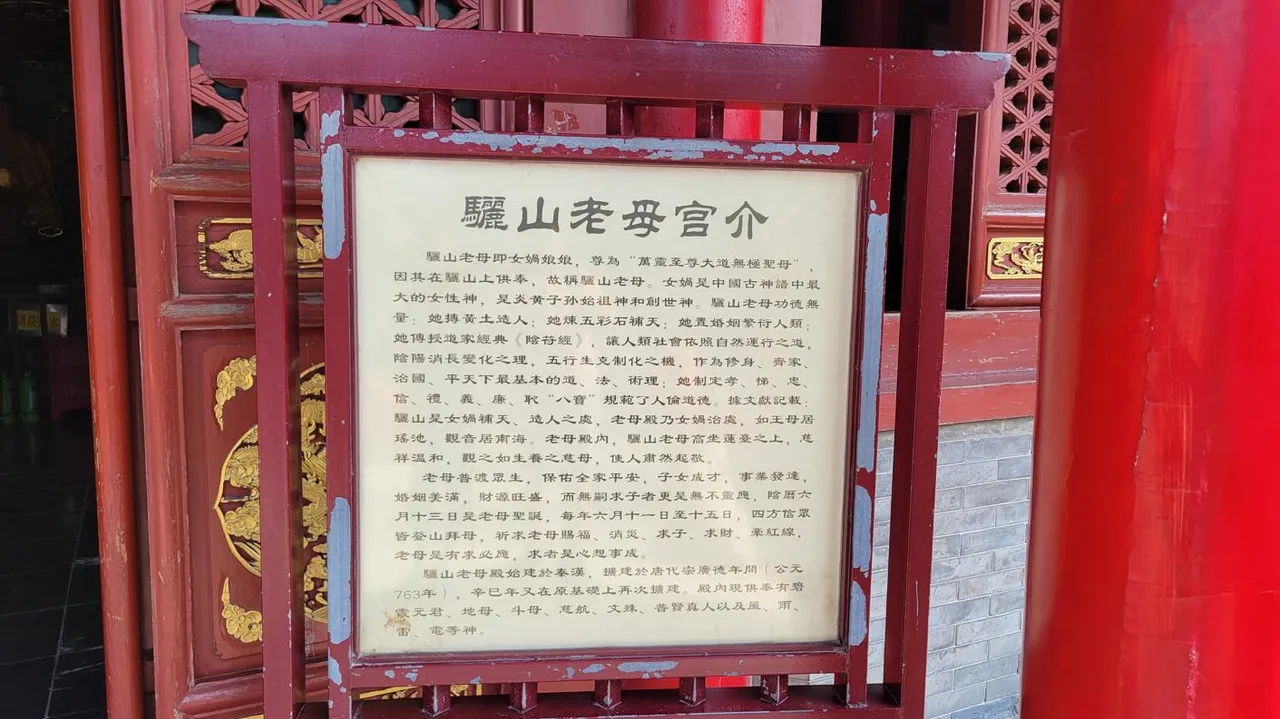 驪山老母宫介
驪山老母即女媧娘娘，尊為“萬靈至尊大道無極聖母”，
因其在驪山上供奉，故稱驪山老母。女媧是中國古神譜中最
大的女性神，是炎黄子孙始祖神和創世神。驪山老母功德無
量：她摶黃土造人；她煉五彩石補天；她置婚姻繁衍人類；
她傳授道家經典《陰符經》，讓人類社會依照自然運行之道，
陰陽消長變化之理，五行生克制化之機，作為修身、齊家、
治國、平天下最基本的道、法、術理；她制定孝、悌、忠、
信、禮、義、廉、恥“八寶”規範了人倫道德。據文獻記載：
驪山是女媧補天、造人之處，老母殿乃女媧治處，如王母居
瑤池，觀音居南海。老母殿內，驪山老母高坐蓮臺之上，慈
祥溫和，觀之如生養之慈母，使人肅然起敬。
老母普渡眾生，保佑全家平安，子女成才，事業發達，
婚姻美滿，財源旺盛，而無嗣求子者更是無不靈應，陰曆六
月十三日是老母聖誕，每年六月十一日至十五日，四方信眾
皆登山拜母，祈求老母賜福、消災、求子、求財、牽紅線，
老母是有求必應，求者是心想事成。
驪山老母殿始建於秦漢，擴建於唐代宗廣德年間（公元
763年），辛巳年又在原基礎上再次擴建。殿內現供奉有碧
霞元君、地母、斗母、慈航、文殊、普賢真人以及風、雨、
雷、電等神。